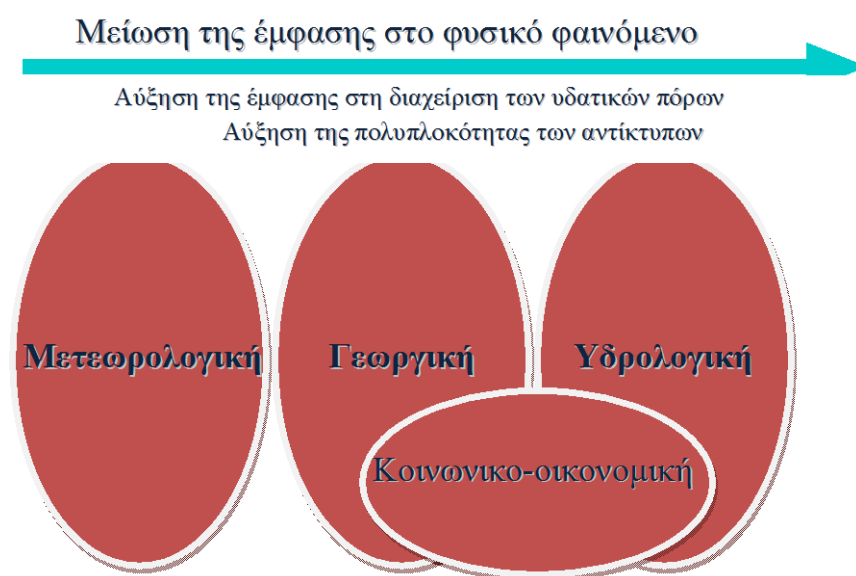 Μείωση της έμφασης στο φυσικό φαινόμενο
Αύξηση της έμφασης στη διαχείριση των υδατικών πόρων
Αύξηση της πολυπλοκότητας των αντίκτυπων
Μετεωρολογική
Γεωργική
Υδρολογική
Κοινωνικο-οικονομική